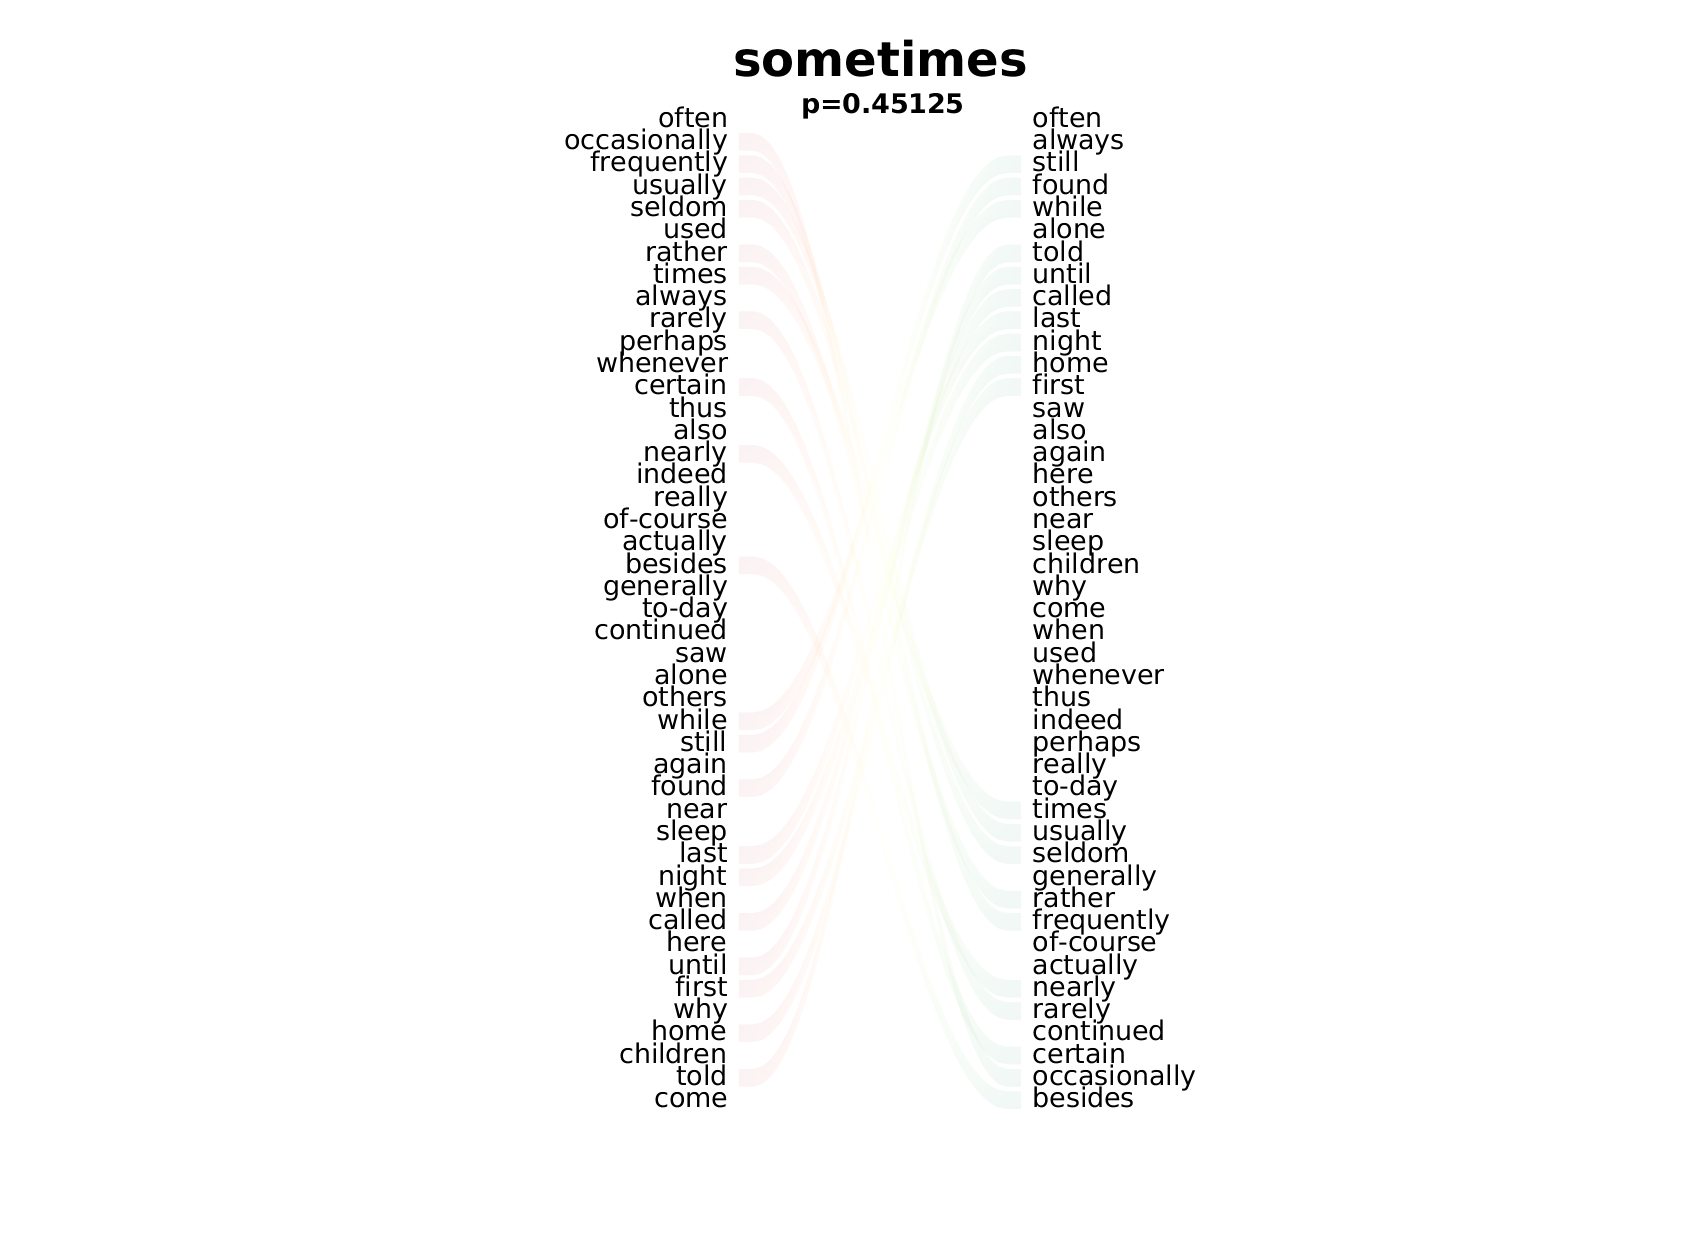 sometimes
p=0.45125
often
occasionally
frequently
usually
seldom
used
rather
times
always
rarely
perhaps
whenever
certain
thus
also
nearly
indeed
really
of-course
actually
besides
generally
to-day
continued
saw
alone
others
while
still
again
found
near
sleep
last
night
when
called
here
until
first
why
home
children
told
come
often
always
still
found
while
alone
told
until
called
last
night
home
first
saw
also
again
here
others
near
sleep
children
why
come
when
used
whenever
thus
indeed
perhaps
really
to-day
times
usually
seldom
generally
rather
frequently
of-course
actually
nearly
rarely
continued
certain
occasionally
besides